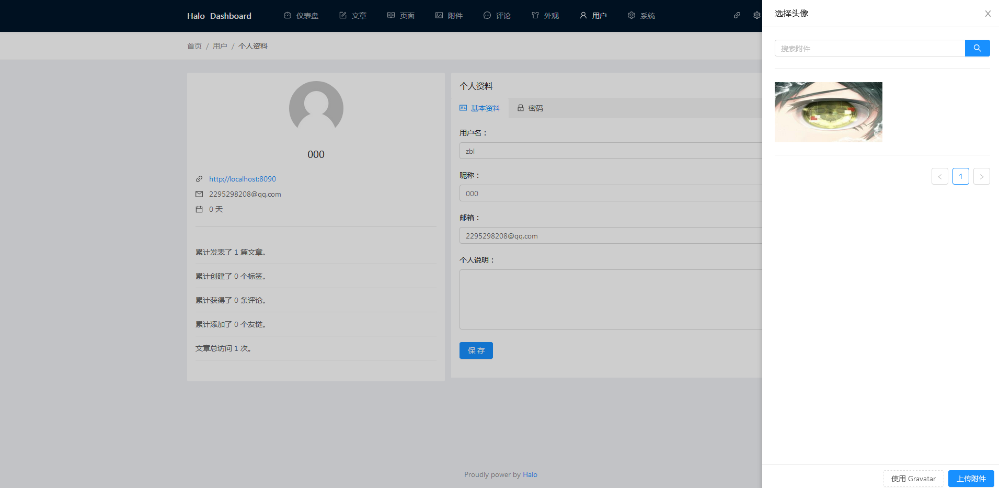 Halo Dashboard 仪表盘 文章 页面 附件 评论 外观 用户 系统
首页 / 用户 / 个人资料
000
http://localhost:8090
2295298208@qq.com
0 天
累计发表了 1 篇文章。
累计创建了 0 个标签。
累计获得了 0 条评论。
累计添加了 0 个友链。
文章总访问 1 次。
个人资料
基本资料 密码
用户名：
zbl
昵称：
000
邮箱：
2295298208@qq.com
个人说明：
保 存
Proudly power by Halo
选择头像
搜索附件
1
使用 Gravatar 上传附件